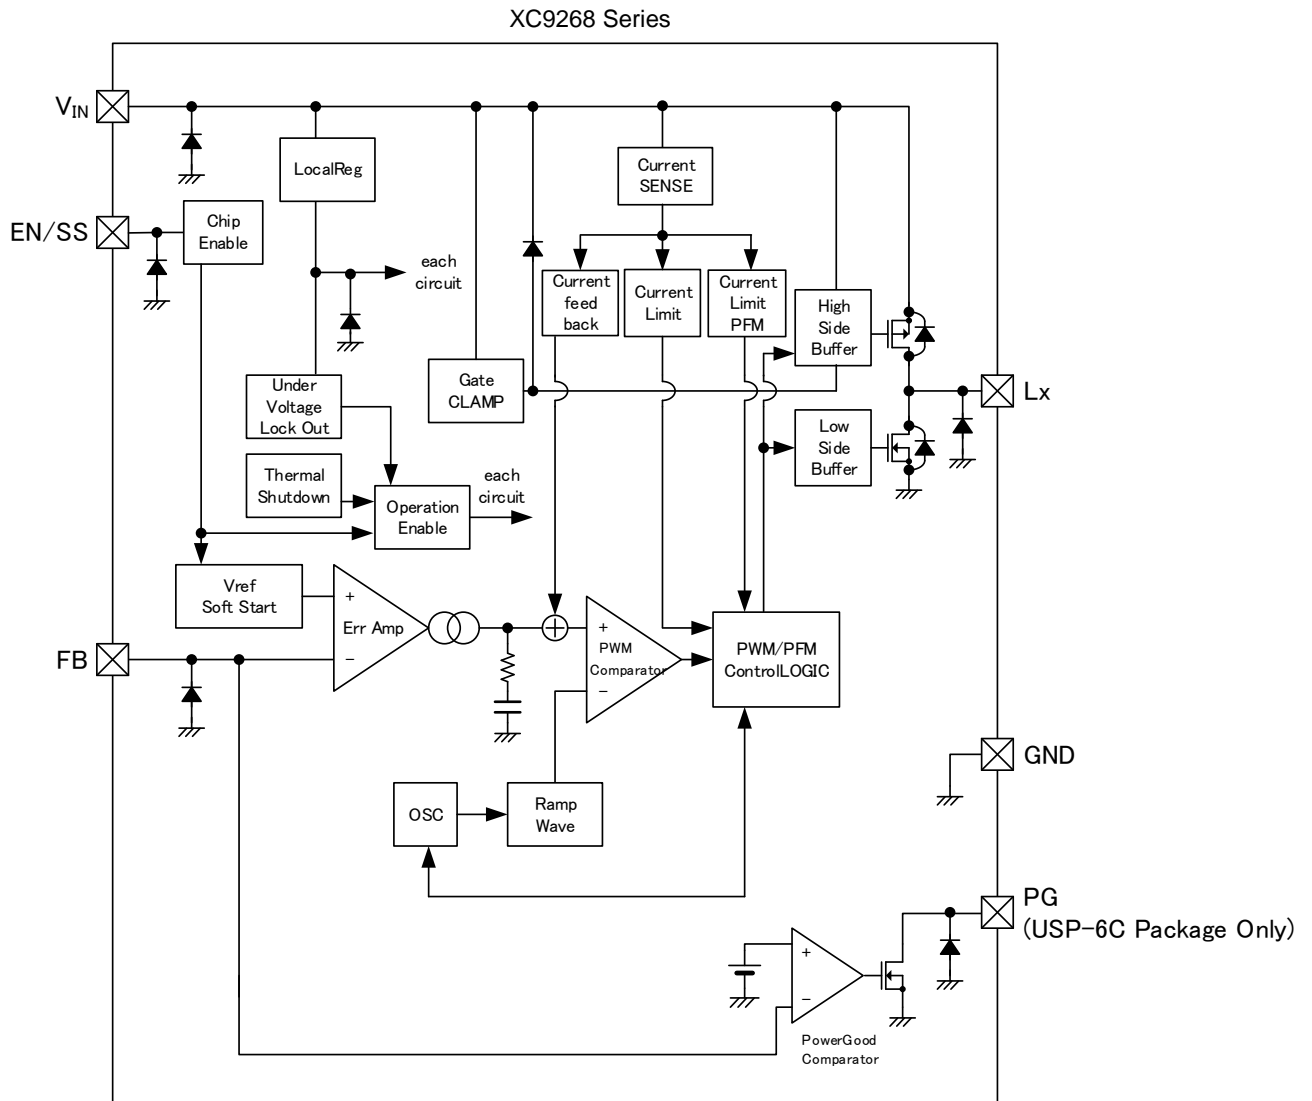 XC9268 Series
VIN
LocalReg
Current
SENSE
EN/SS
Chip
Enable
each
circuit
Current
feed
back
Current
Limit
Current
Limit
PFM
High
Side
Buffer
Under
Voltage
Lock Out
Gate
CLAMP
Lx
Low
Side
Buffer
Thermal
Shutdown
Operation
Enable
each
circuit
Vref
Soft Start
+
Err Amp
−
+
PWM
Comparator
−
PWM/PFM
ControlLOGIC
FB
GND
OSC
Ramp
Wave
PG
(USP-6C Package Only)
+
−
PowerGood
Comparator